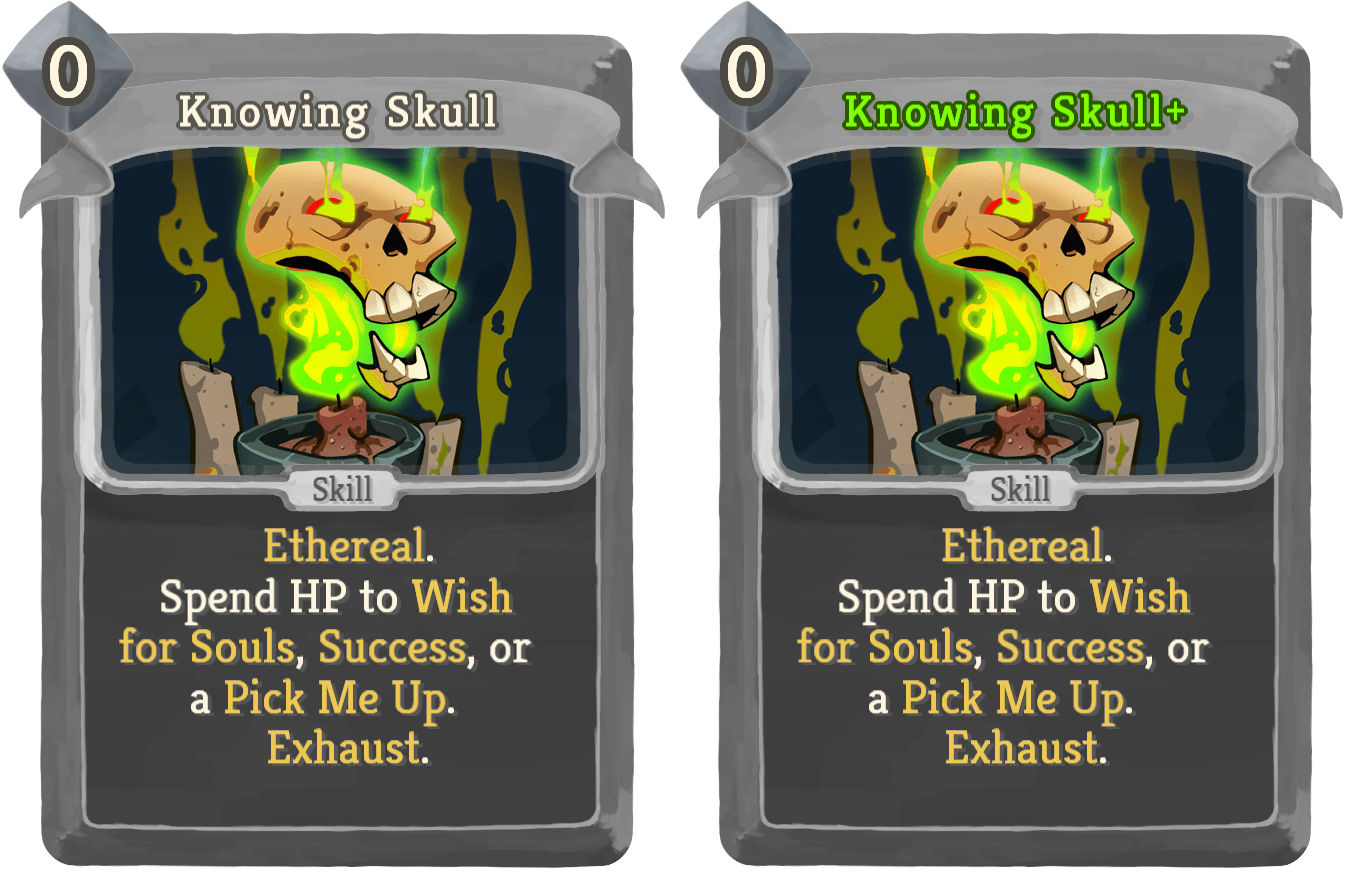 0
Knowing Skull
Skill
Ethereal.
Spend HP to Wish
for Souls, Success, or
a Pick Me Up.
Exhaust.
0
Knowing Skull+
Skill
Ethereal.
Spend HP to Wish
for Souls, Success, or
a Pick Me Up.
Exhaust.